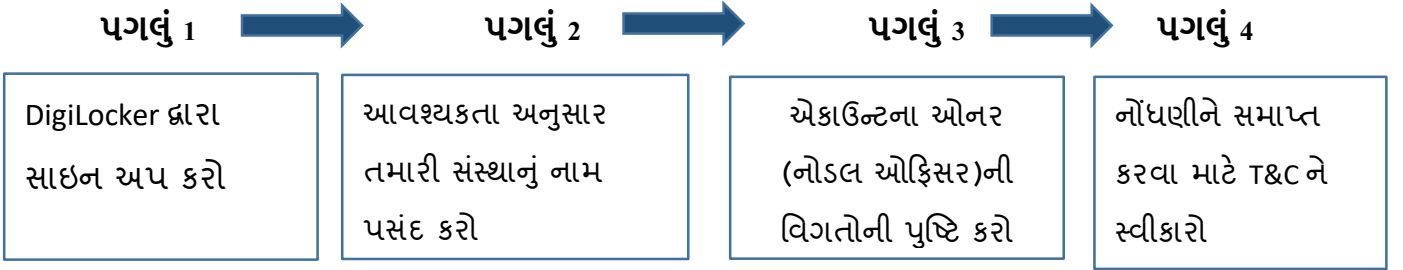 પગલું 1
પગલું 2
પગલું 3
પગલું 4
DigiLocker દ્વારા
સાઇન અપ કરો
આવશ્યકતા અનુસાર
તમારી સંસ્થાનું નામ
પસંદ કરો
એકાઉન્ટના ઓનર
(નોડલ ઓફિસર)ની
વિગતોની પુષ્ટિ કરો
નોંધણીને સમાપ્ત
કરવા માટે T&C ને
સ્વીકારો